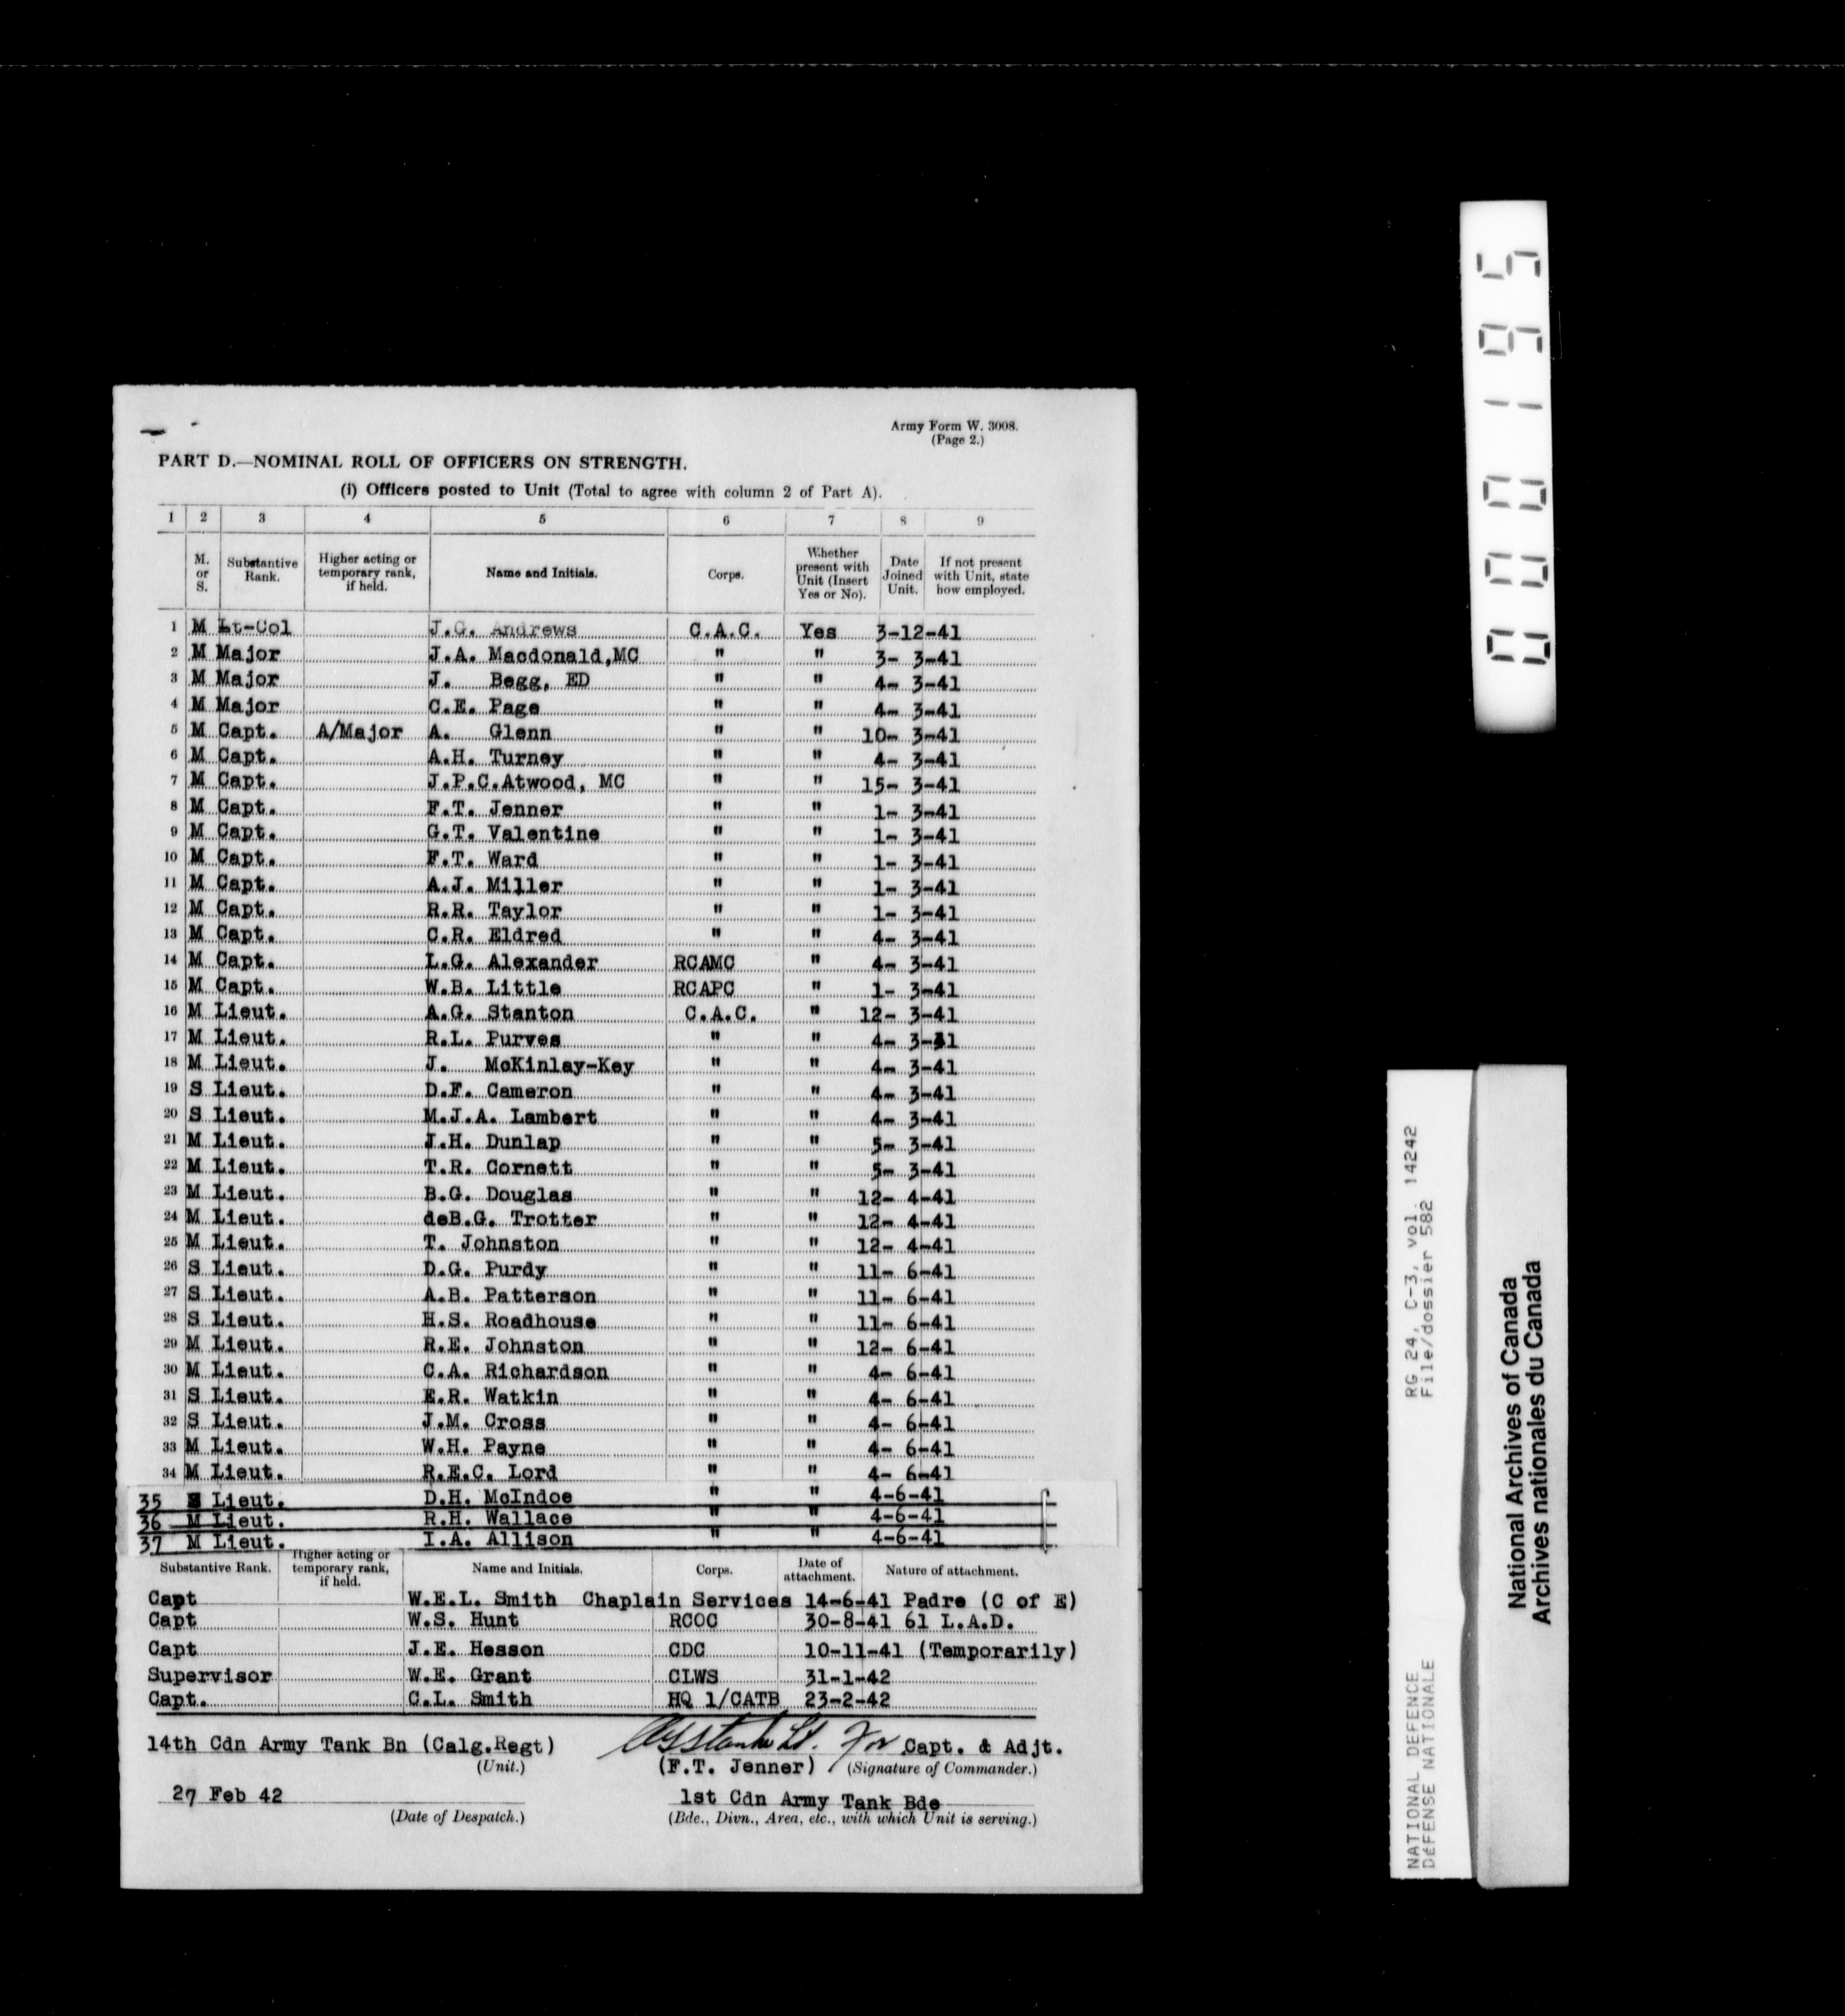 Army Form W. 3008.
(Page 2.)
PART D.—NOMINAL ROLL OF OFFICERS ON STRENGTH.
(i) Officers posted to Unit (Total to agree with column 2 of Part A).
1 2 3 4 5 6 7 8 9
M. or S. Substantive Rank. Higher acting or temporary rank, if held. Name and Initials. Corps. Whether present with Unit (Insert Yes or No). Date Joined Unit. If not present with Unit, state how employed.
1 M Lt-Col J.G. Andrews C.A.C. Yes 3-12-41
2 M Major J.A. Macdonald,MC " " 3- 3-41
3 M Major J. Begg, ED " " 4- 3-41
4 M Major C.E. Page " " 4- 3-41
5 M Capt. A/Major A. Glenn " " 10- 3-41
6 M Capt. A.H. Turney " " 4- 3-41
7 M Capt. J.P.C.Atwood, MC " " 15- 3-41
8 M Capt. F.T. Jenner " " 1- 3-41
9 M Capt. G.T. Valentine " " 1- 3-41
10 M Capt. F.T. Ward " " 1- 3-41
11 M Capt. A.J. Miller " " 1- 3-41
12 M Capt. R.R. Taylor " " 1- 3-41
13 M Capt. C.R. Eldred " " 4- 3-41
14 M Capt. L.G. Alexander RCAMC " 4- 3-41
15 M Capt. W.B. Little RCAPC " 1- 3-41
16 M Lieut. A.G. Stanton C.A.C. " 12- 3-41
17 M Lieut. R.L. Purves " " 4- 3-41
18 M Lieut. J. McKinlay-Key " " 4- 3-41
19 S Lieut. D.F. Cameron " " 4- 3-41
20 S Lieut. M.J.A. Lambert " " 4- 3-41
21 M Lieut. J.H. Dunlap " " 5- 3-41
22 M Lieut. T.R. Cornett " " 5- 3-41
23 M Lieut. B.G. Douglas " " 12- 4-41
24 M Lieut. deB.G. Trotter " " 12- 4-41
25 M Lieut. T. Johnston " " 12- 4-41
26 S Lieut. D.G. Purdy " " 11- 6-41
27 S Lieut. A.B. Patterson " " 11- 6-41
28 S Lieut. H.S. Roadhouse " " 11- 6-41
29 M Lieut. R.E. Johnston " " 12- 6-41
30 M Lieut. C.A. Richardson " " 4- 6-41
31 S Lieut. E.R. Watkin " " 4- 6-41
32 S Lieut. J.M. Cross " " 4- 6-41
33 M Lieut. W.H. Payne " " 4- 6-41
34 M Lieut. R.E.C. Lord " " 4- 6-41
35 S Lieut. D.H. McIndoe " " 4-6-41
36 M Lieut. R.H. Wallace " " 4-6-41
37 M Lieut. I.A. Allison " " 4-6-41
Substantive Rank. Higher acting or temporary rank, if held. Name and Initials. Corps. Date of attachment. Nature of attachment.
Capt W.E.L. Smith Chaplain Services 14-6-41 Padre (C of E)
Capt W.S. Hunt RCOC 30-8-41 61 L.A.D.
Capt J.E. Hesson CDC 10-11-41 (Temporarily)
Supervisor W.E. Grant CLWS 31-1-42
Capt. C.L. Smith HQ 1/CATB 23-2-42
14th Cdn Army Tank Bn (Calg.Regt) AGStanton Lt. For Capt. & Adjt.
(Unit.) (F.T. Jenner) (Signature of Commander.)
27 Feb 42 1st Cdn Army Tank Bde
(Date of Despatch.) (Bde., Divn., Area, etc., with which Unit is serving.)
000195
NATIONAL DEFENCE RG 24, C-3, vol. 14242
DÉFENSE NATIONALE File/dossier 582
National Archives of Canada
Archives nationales du Canada